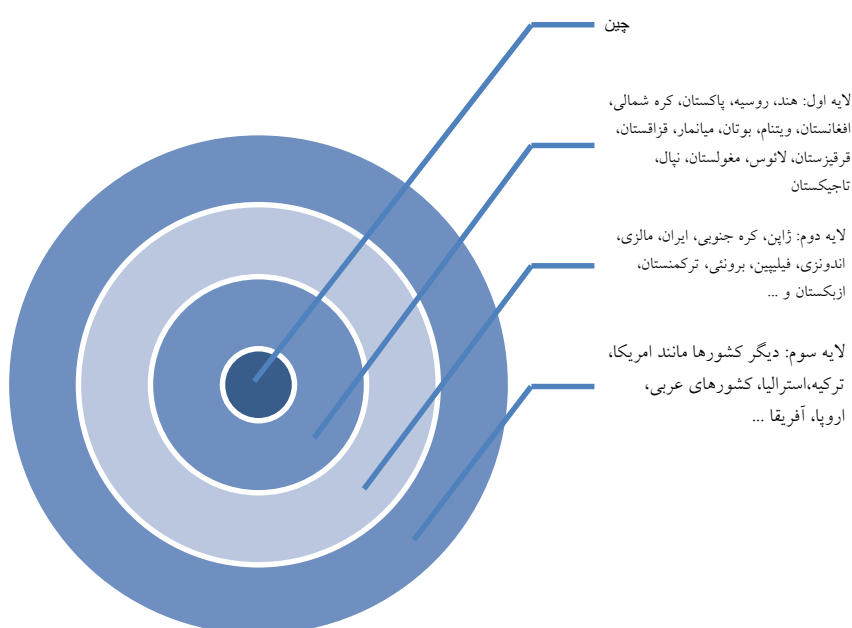 چین
لایه اول: هند، روسیه، پاکستان، کره شمالی،
افغانستان، ویتنام، بوتان، میانمار، قزاقستان،
قرقیزستان، لائوس، مغولستان، نپال،
تاجیکستان
لایه دوم: ژاپن، کره جنوبی، ایران، مالزی،
اندونزی، فیلیپین، برونئی، ترکمنستان،
ازبکستان و ...
لایه سوم: دیگر کشورها مانند امریکا،
ترکیه،استرالیا، کشورهای عربی،
اروپا، آفریقا ...